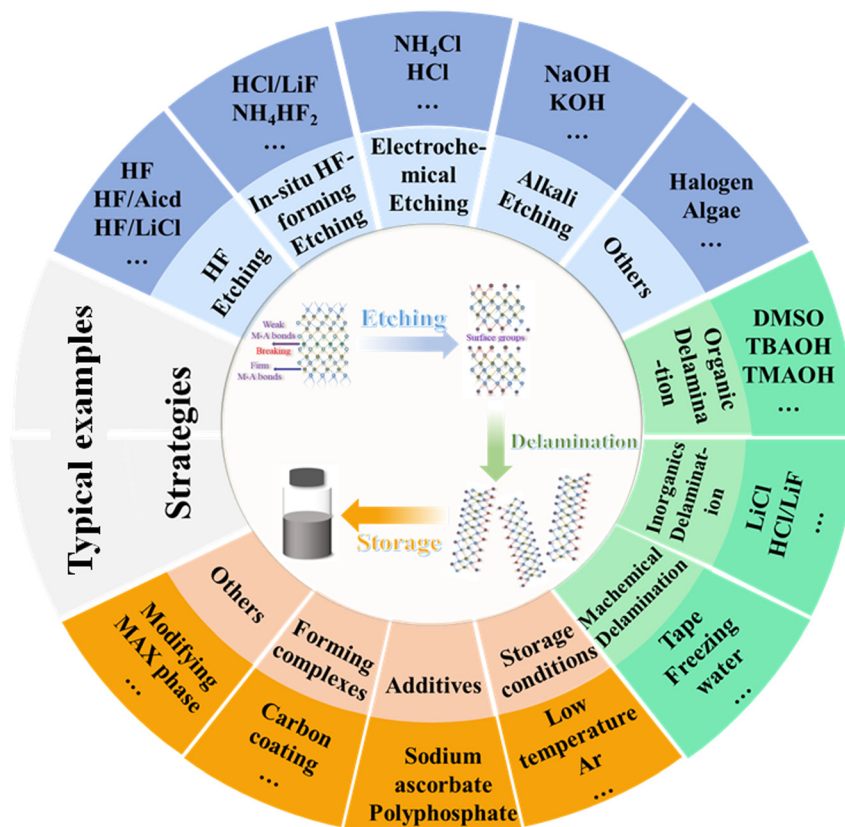 HF
HF/Aicd
HF/LiCl
...
HF
Etching
HCl/LiF
NH₄HF₂
...
In-situ HF-
forming
Etching
NH₄Cl
HCl
...
Electroche-
mical
Etching
NaOH
KOH
...
Alkali
Etching
Halogen
Algae
...
Others
DMSO
TBAOH
TMAOH
...
Organic
Delamina
-tion
LiCl
HCl/LiF
...
Inorganics
Delaminat-
ion
Tape
Freezing
water
...
Machemical
Delamination
Storage
conditions
Low
temperature
Ar
...
Additives
Sodium
ascorbate
Polyphosphate
Forming
complexes
Carbon
coating
...
Others
Modifying
MAX phase
...
Typical examples
Strategies
Weak
M-A bonds
Breaking
Firm
M-A bonds
Etching
Surface groups
Delamination
Storage